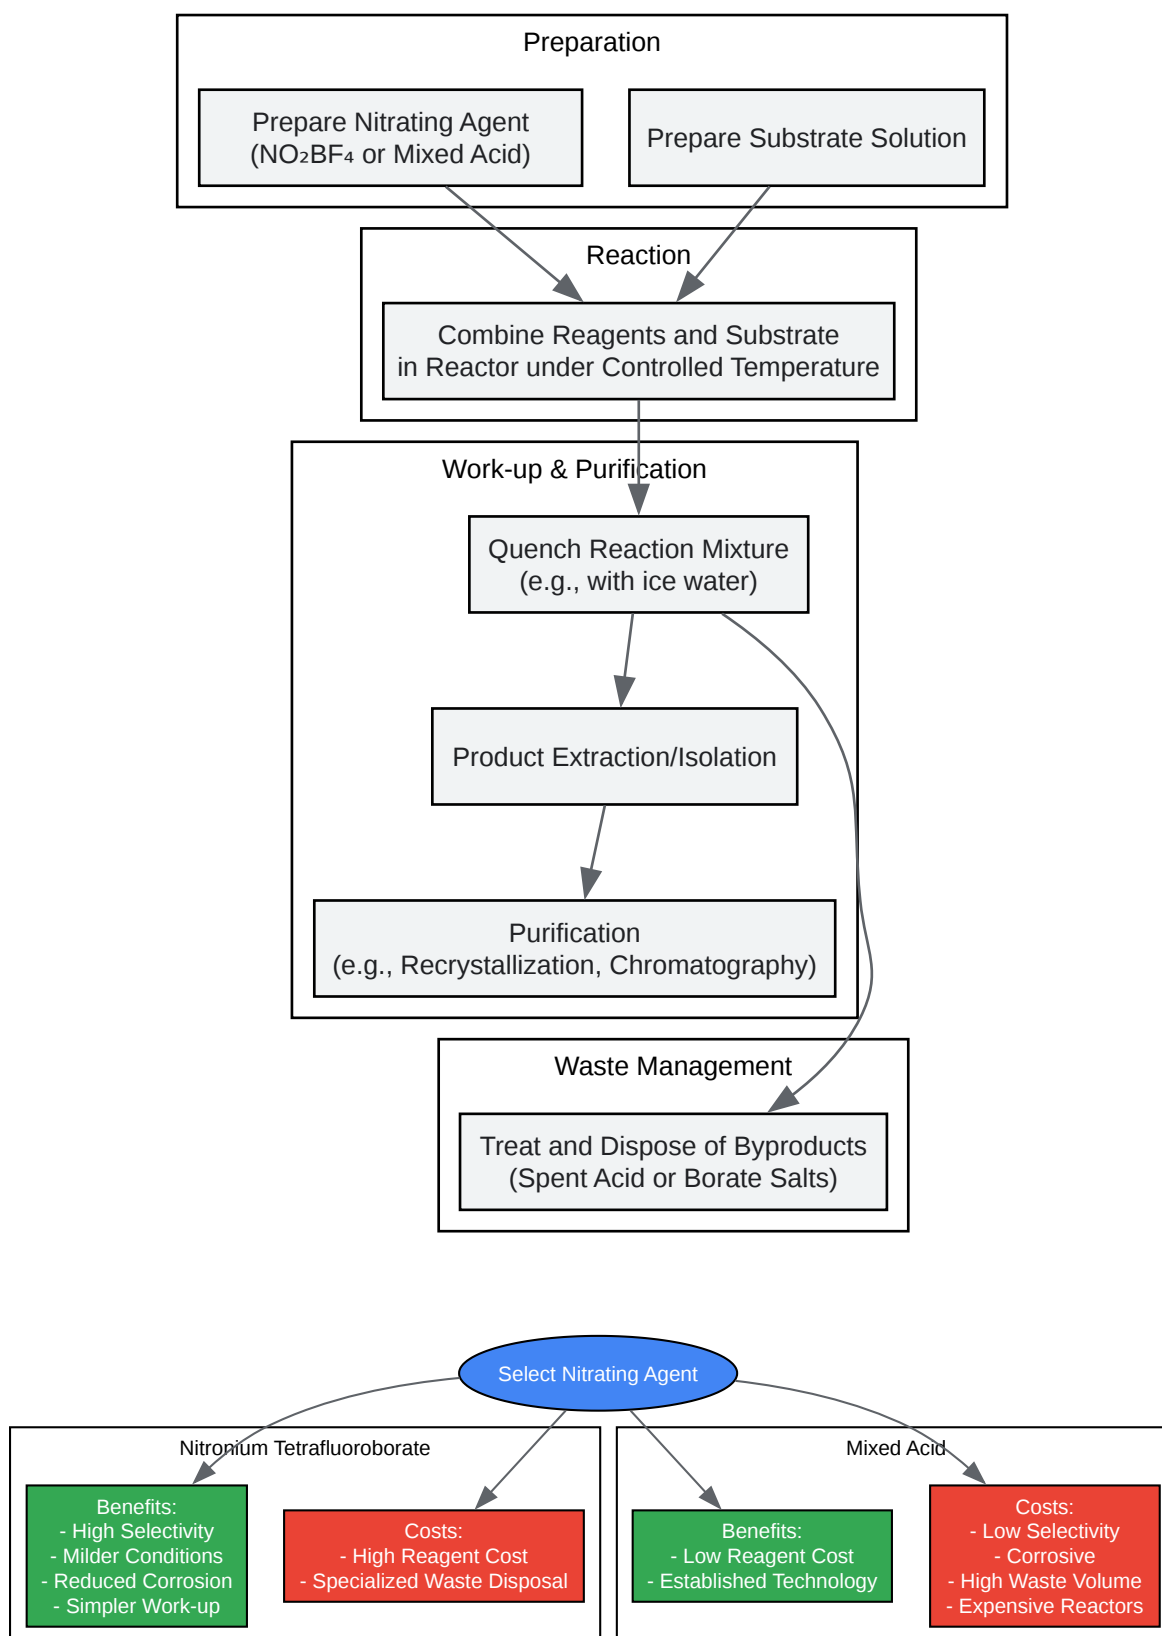 Preparation
Prepare Nitrating Agent
(NO₂BF₄ or Mixed Acid)
Prepare Substrate Solution
Reaction
Combine Reagents and Substrate
in Reactor under Controlled Temperature
Work-up & Purification
Quench Reaction Mixture
(e.g., with ice water)
Product Extraction/Isolation
Purification
(e.g., Recrystallization, Chromatography)
Waste Management
Treat and Dispose of Byproducts
(Spent Acid or Borate Salts)
Select Nitrating Agent
Nitronium Tetrafluoroborate
Benefits:
- High Selectivity
- Milder Conditions
- Reduced Corrosion
- Simpler Work-up
Costs:
- High Reagent Cost
- Specialized Waste Disposal
Mixed Acid
Benefits:
- Low Reagent Cost
- Established Technology
Costs:
- Low Selectivity
- Corrosive
- High Waste Volume
- Expensive Reactors